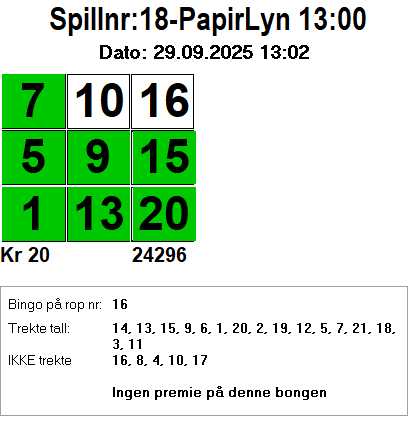 Spillnr:18-PapirLyn 13:00
Dato: 29.09.2025 13:02
7 10 16
5 9 15
1 13 20
Kr 20 24296
Bingo på rop nr: 16
Trekte tall: 14, 13, 15, 9, 6, 1, 20, 2, 19, 12, 5, 7, 21, 18,
3, 11
IKKE trekte 16, 8, 4, 10, 17
Ingen premie på denne bongen